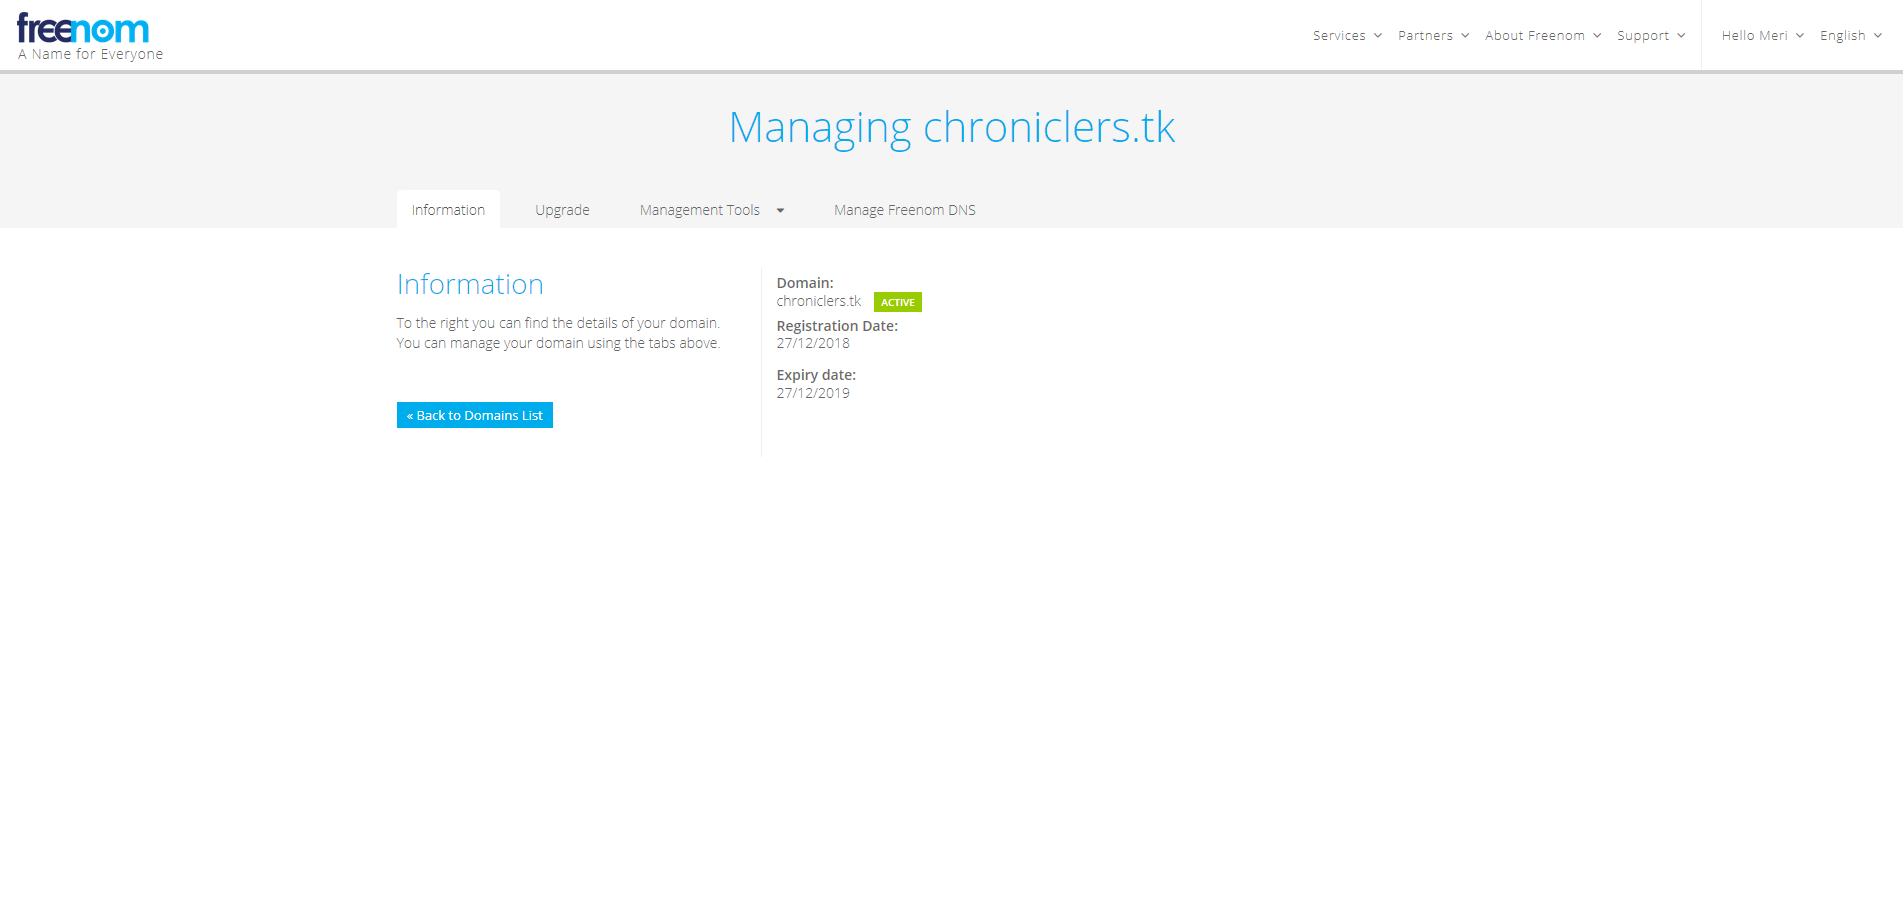 freenom
A Name for Everyone
Services Partners About Freenom Support Hello Meri English
Managing chroniclers.tk
Information Upgrade Management Tools Manage Freenom DNS
Information
To the right you can find the details of your domain.
You can manage your domain using the tabs above.
« Back to Domains List
Domain:
chroniclers.tk ACTIVE
Registration Date:
27/12/2018
Expiry date:
27/12/2019